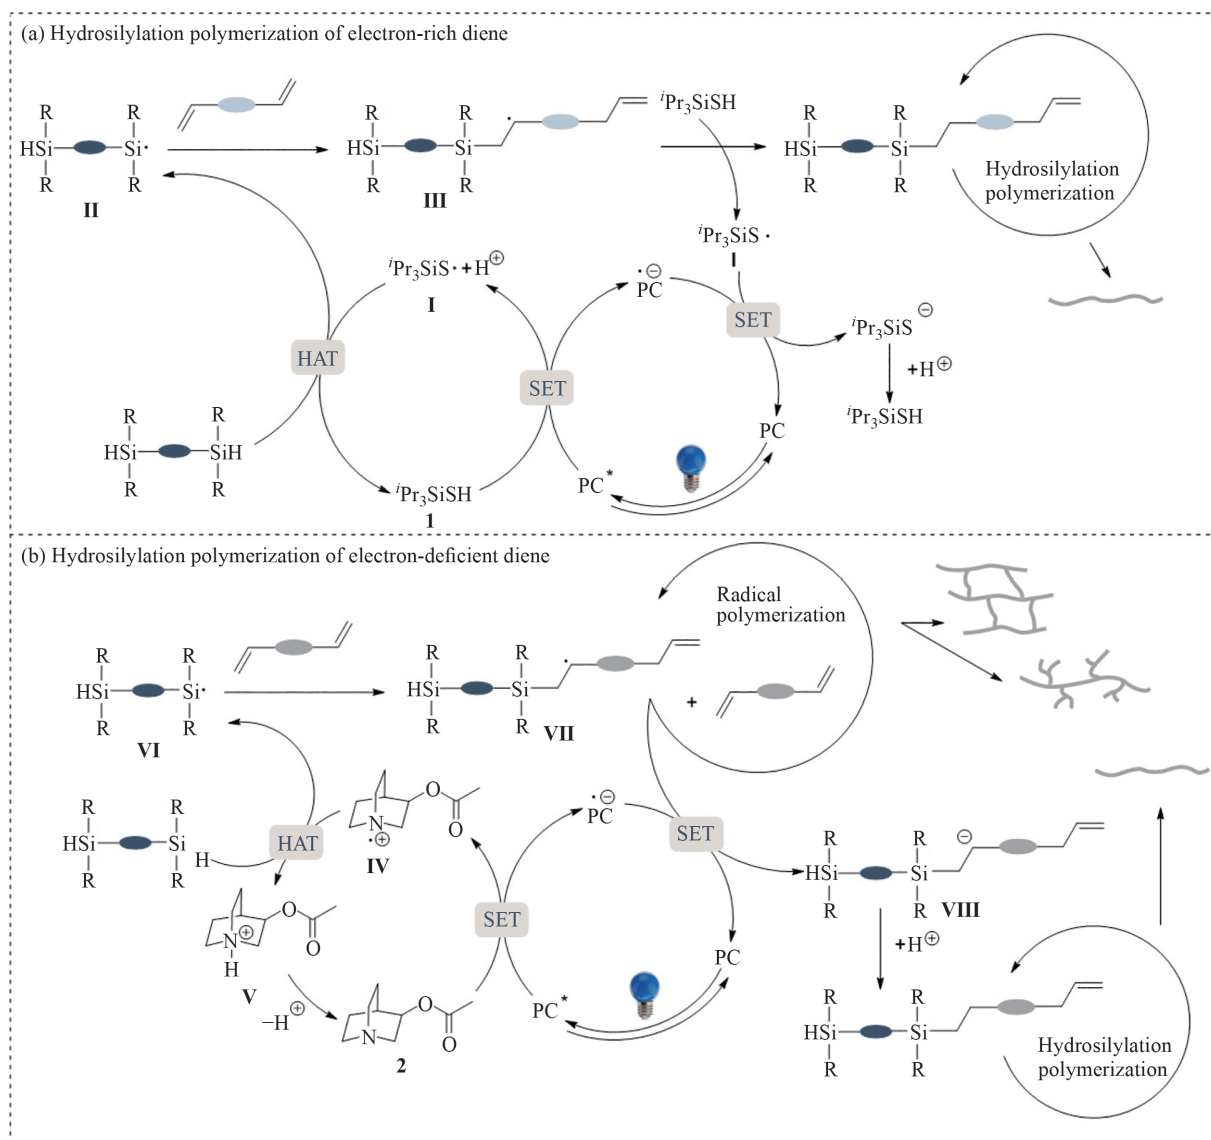 (a) Hydrosilylation polymerization of electron-rich diene
R R
HSi Si·
R R
II
R R
HSi Si
R R
III
ⁱPr₃SiSH
R R
HSi Si
R R
Hydrosilylation
polymerization
ⁱPr₃SiS·
I
ⁱPr₃SiS·+H⊕
I
·⊖
PC
SET
ⁱPr₃SiS⊖
+H⊕
ⁱPr₃SiSH
HAT
SET
R R
HSi SiH
R R
PC
PC*
ⁱPr₃SiSH
1
(b) Hydrosilylation polymerization of electron-deficient diene
Radical
polymerization
R R
HSi Si·
R R
VI
R R
HSi Si
R R
VII
+
O
N O
·⊕
IV
·⊖
PC
SET
R R
HSi Si
R R
H
HAT
⊖
R R
HSi Si
R R
VIII
O
N⊕ O
H
V
SET
+H⊕
−H⊕
O
N O
2
PC
PC*
R R
HSi Si
R R
Hydrosilylation
polymerization